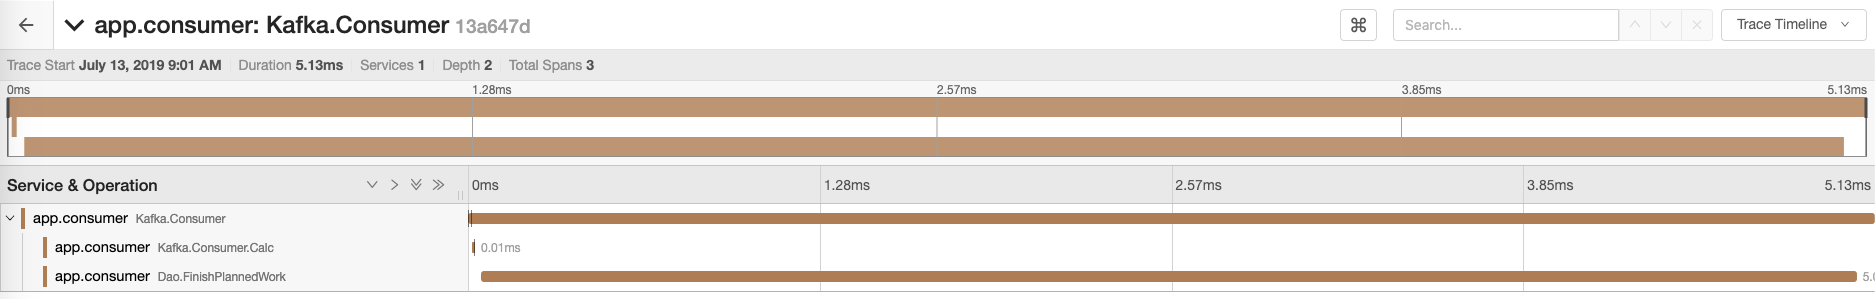 app.consumer: Kafka.Consumer 13a647d
⌘
Search...
Trace Timeline
Trace Start July 13, 2019 9:01 AM Duration 5.13ms Services 1 Depth 2 Total Spans 3
0ms 1.28ms 2.57ms 3.85ms 5.13ms
Service & Operation 0ms 1.28ms 2.57ms 3.85ms 5.13ms
app.consumer Kafka.Consumer
app.consumer Kafka.Consumer.Calc 0.01ms
app.consumer Dao.FinishPlannedWork